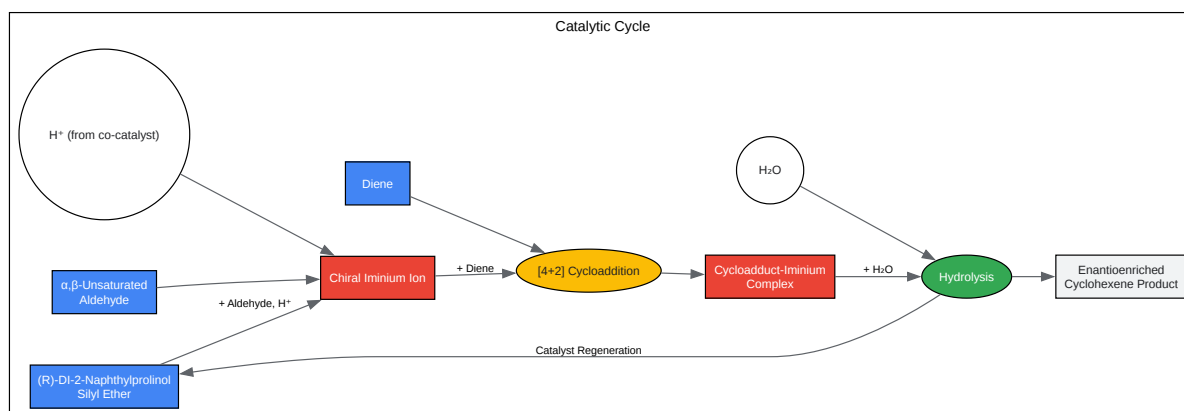 Catalytic Cycle
H⁺ (from co-catalyst)
Diene
H₂O
α,β-Unsaturated
Aldehyde
Chiral Iminium Ion
+ Diene
[4+2] Cycloaddition
Cycloadduct-Iminium
Complex
+ H₂O
Hydrolysis
Enantioenriched
Cyclohexene Product
+ Aldehyde, H⁺
Catalyst Regeneration
(R)-DI-2-Naphthylprolinol
Silyl Ether